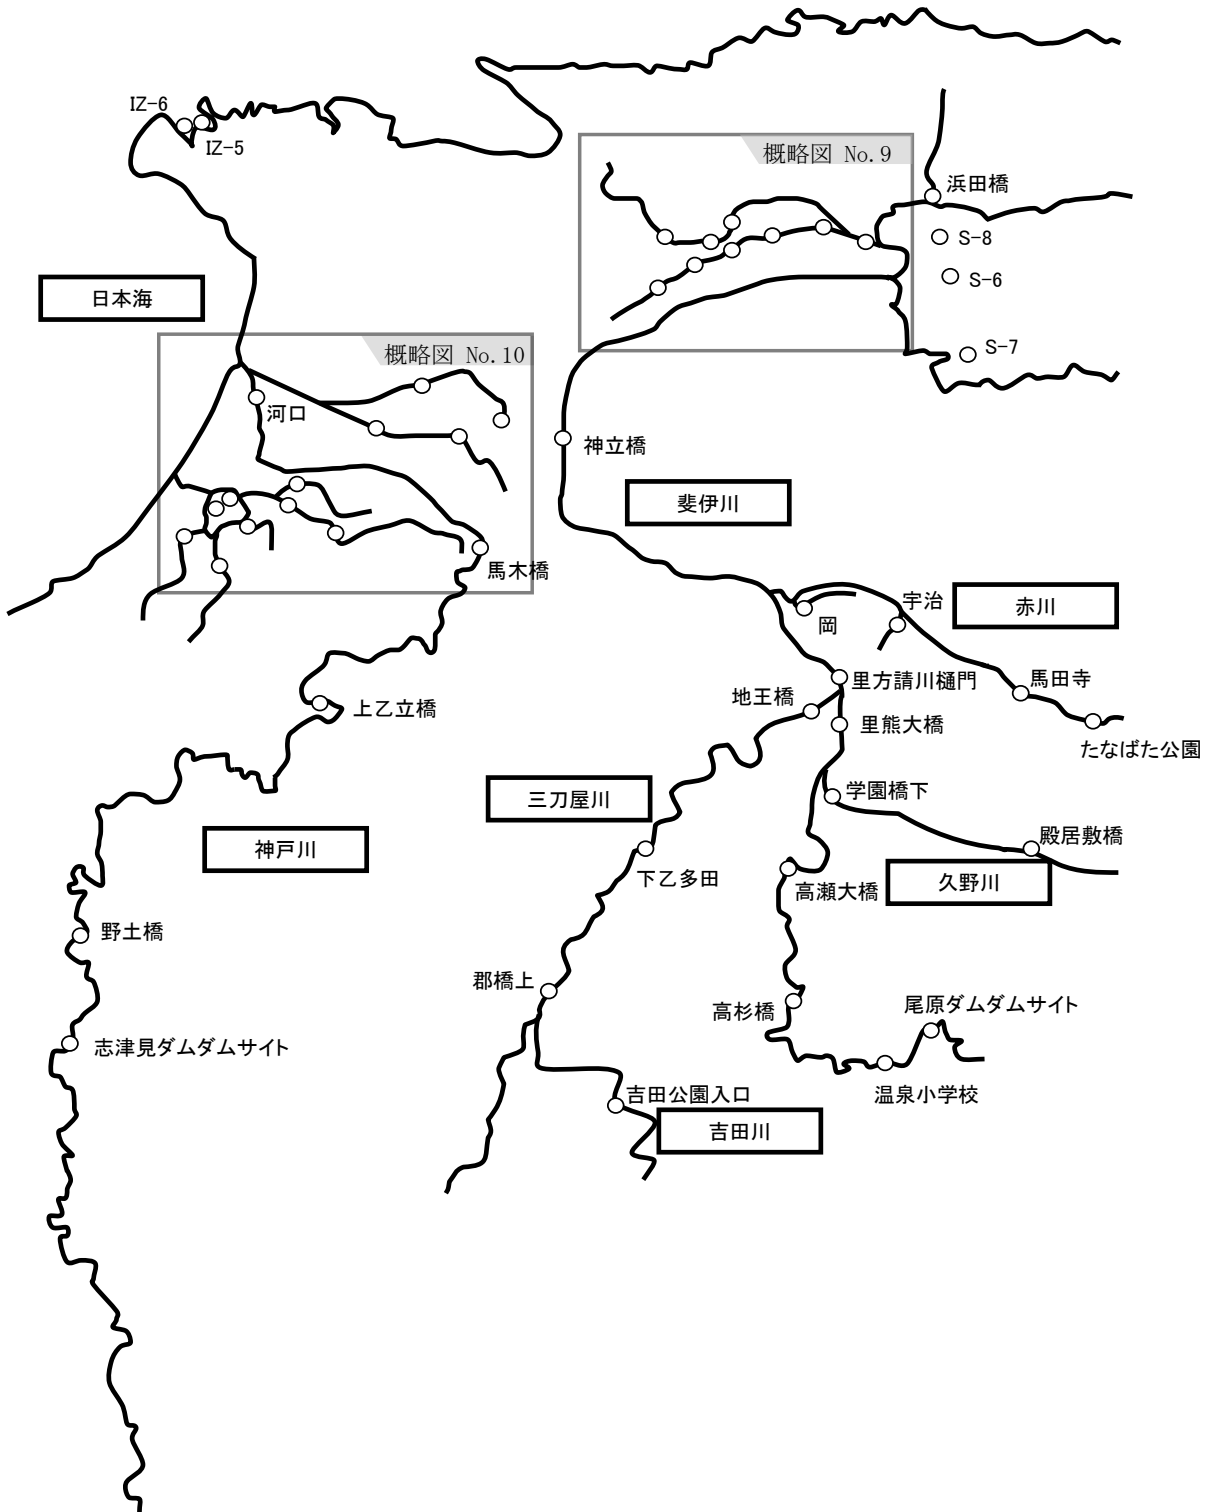 IZ-6
IZ-5
概略図 No.9
浜田橋
S-8
S-6
S-7
日本海
概略図 No.10
河口
神立橋
斐伊川
馬木橋
宇治
赤川
岡
里方請川樋門
馬田寺
地王橋
上乙立橋
里熊大橋
たなばた公園
三刀屋川
学園橋下
神戸川
殿居敷橋
下乙多田
高瀬大橋
久野川
野土橋
郡橋上
高杉橋
尾原ダムダムサイト
志津見ダムダムサイト
温泉小学校
吉田公園入口
吉田川